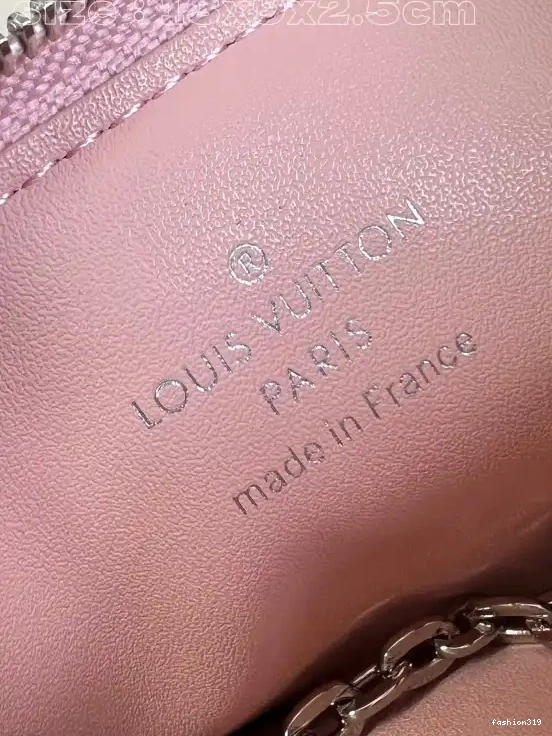 ®
LOUIS VUITTON
PARIS
made in France
fashion319